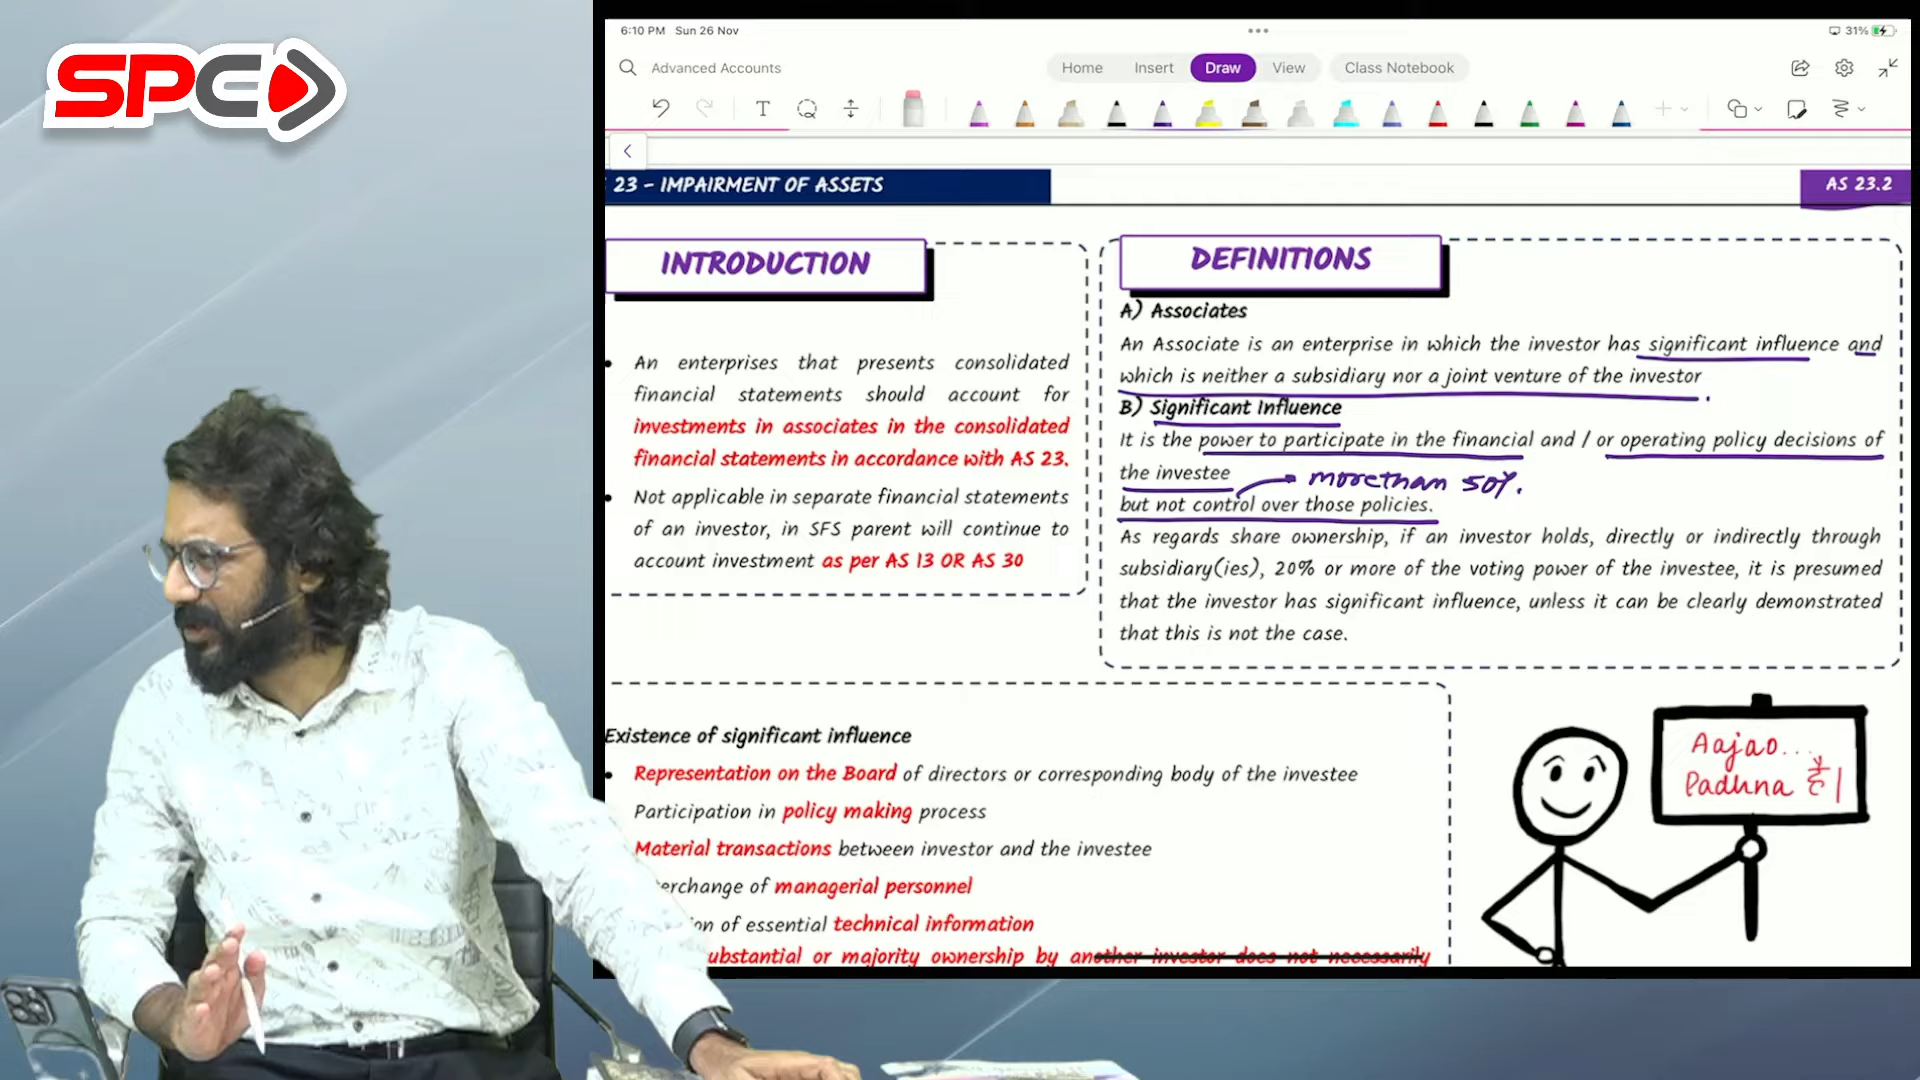 SPC
6:10 PM Sun 26 Nov
31%
Advanced Accounts
Home Insert Draw View Class Notebook
T
23 - IMPAIRMENT OF ASSETS
AS 23.2
INTRODUCTION
• An enterprises that presents consolidated
financial statements should account for
investments in associates in the consolidated
financial statements in accordance with AS 23.
• Not applicable in separate financial statements
of an investor, in SFS parent will continue to
account investment as per AS 13 OR AS 30
DEFINITIONS
A) Associates
An Associate is an enterprise in which the investor has significant influence and
which is neither a subsidiary nor a joint venture of the investor
B) Significant Influence
It is the power to participate in the financial and / or operating policy decisions of
the investee
more than 50%.
but not control over those policies.
As regards share ownership, if an investor holds, directly or indirectly through
subsidiary(ies), 20% or more of the voting power of the investee, it is presumed
that the investor has significant influence, unless it can be clearly demonstrated
that this is not the case.
Existence of significant influence
• Representation on the Board of directors or corresponding body of the investee
Participation in policy making process
Material transactions between investor and the investee
erchange of managerial personnel
on of essential technical information
ubstantial or majority ownership by another investor does not necessarily
Aajao...
Padhna है।